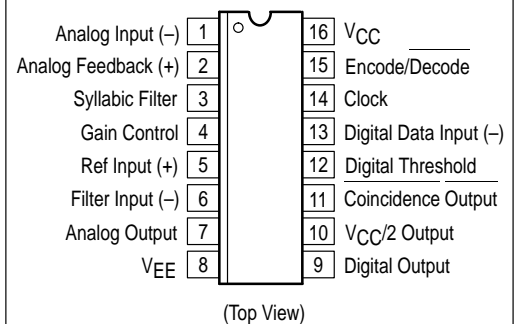 Analog Input (–) 1 16 VCC
Analog Feedback (+) 2 15 Encode/Decode
Syllabic Filter 3 14 Clock
Gain Control 4 13 Digital Data Input (–)
Ref Input (+) 5 12 Digital Threshold
Filter Input (–) 6 11 Coincidence Output
Analog Output 7 10 VCC/2 Output
VEE 8 9 Digital Output
(Top View)